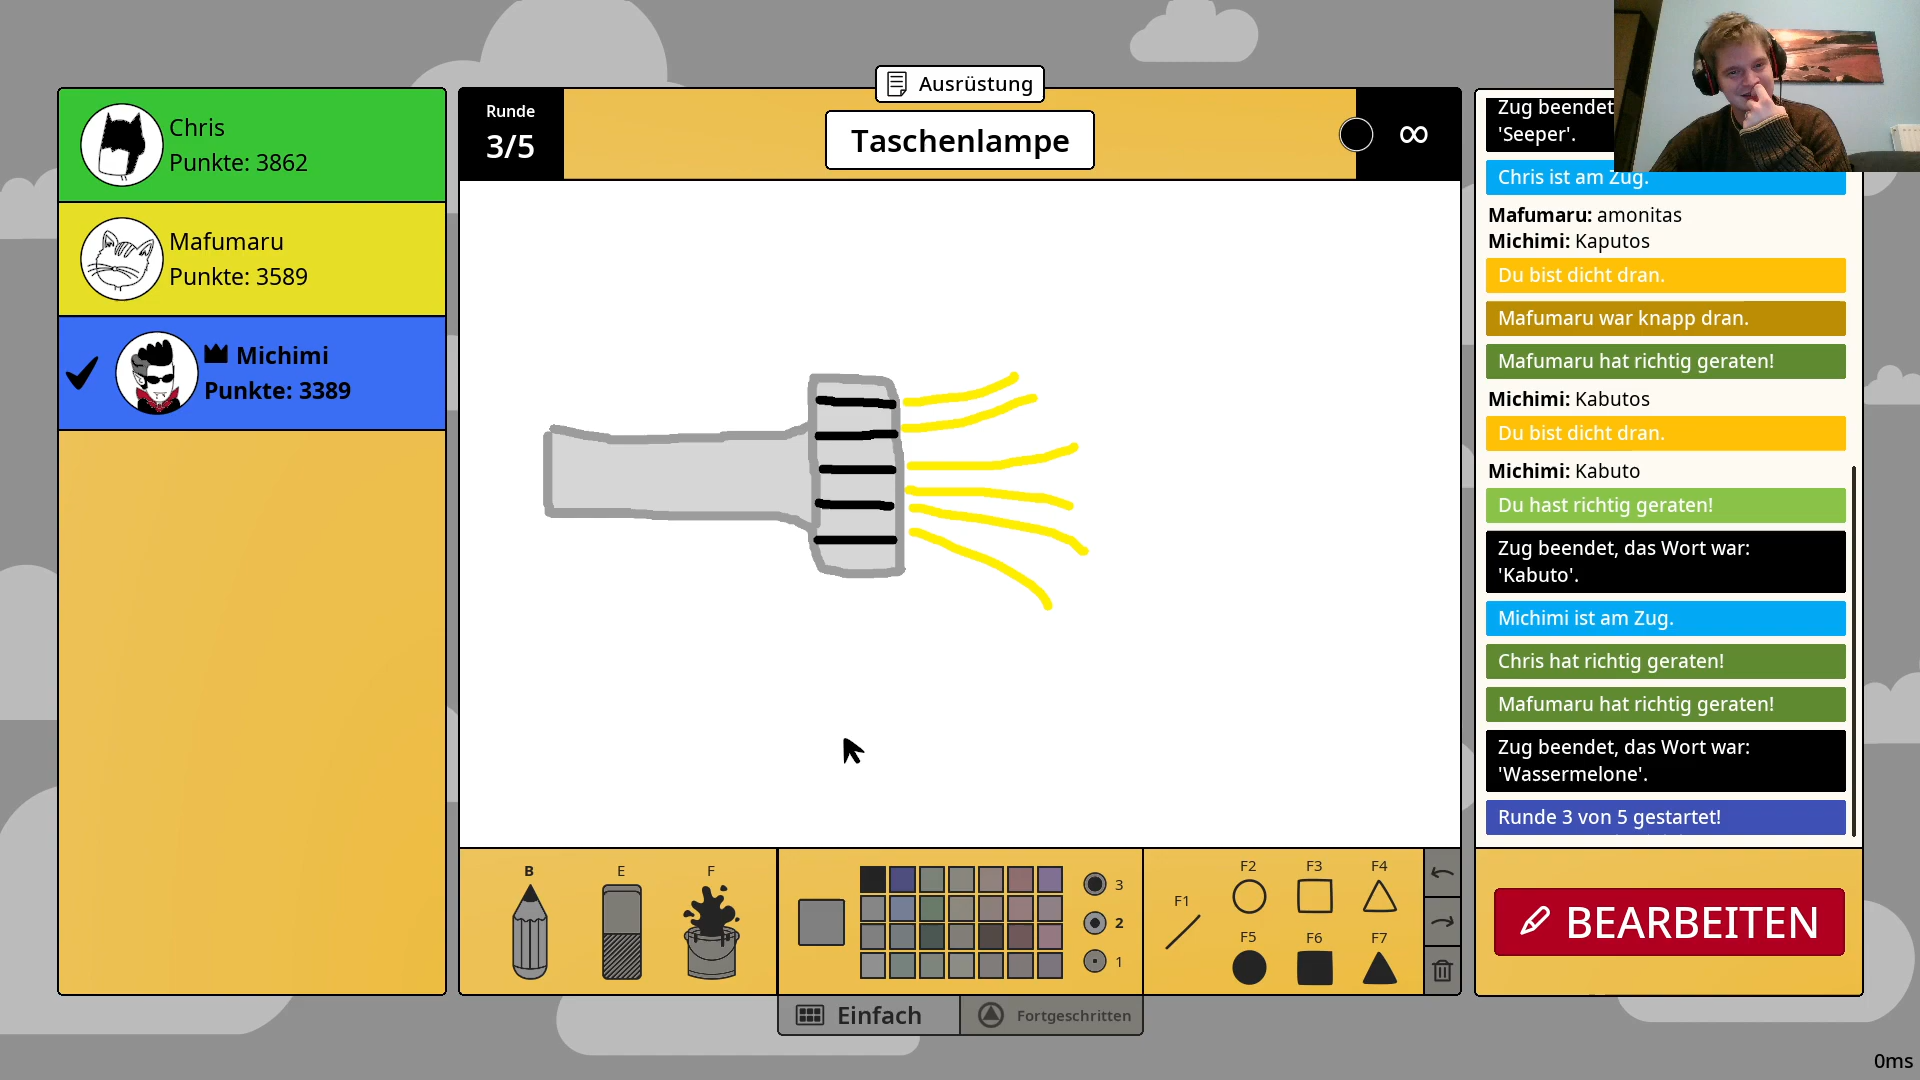 Ausrüstung
Runde
3/5
Taschenlampe
∞
Chris
Punkte: 3862
Mafumaru
Punkte: 3589
Michimi
Punkte: 3389
Zug beendet
'Seeper'.
Chris ist am Zug.
Mafumaru: amonitas
Michimi: Kaputos
Du bist dicht dran.
Mafumaru war knapp dran.
Mafumaru hat richtig geraten!
Michimi: Kabutos
Du bist dicht dran.
Michimi: Kabuto
Du hast richtig geraten!
Zug beendet, das Wort war:
'Kabuto'.
Michimi ist am Zug.
Chris hat richtig geraten!
Mafumaru hat richtig geraten!
Zug beendet, das Wort war:
'Wassermelone'.
Runde 3 von 5 gestartet!
B
E
F
3
2
1
F1
F2
F3
F4
F5
F6
F7
BEARBEITEN
Einfach
Fortgeschritten
0ms